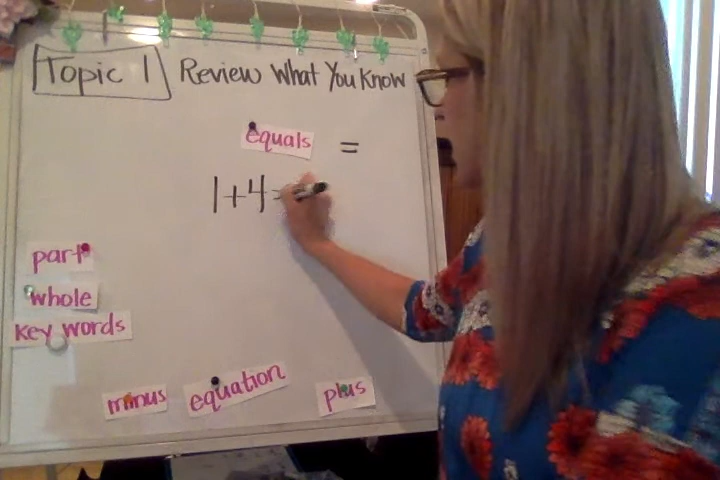 Topic 1 Review What You Know
equals =
1+4=
part
whole
key words
minus equation plus